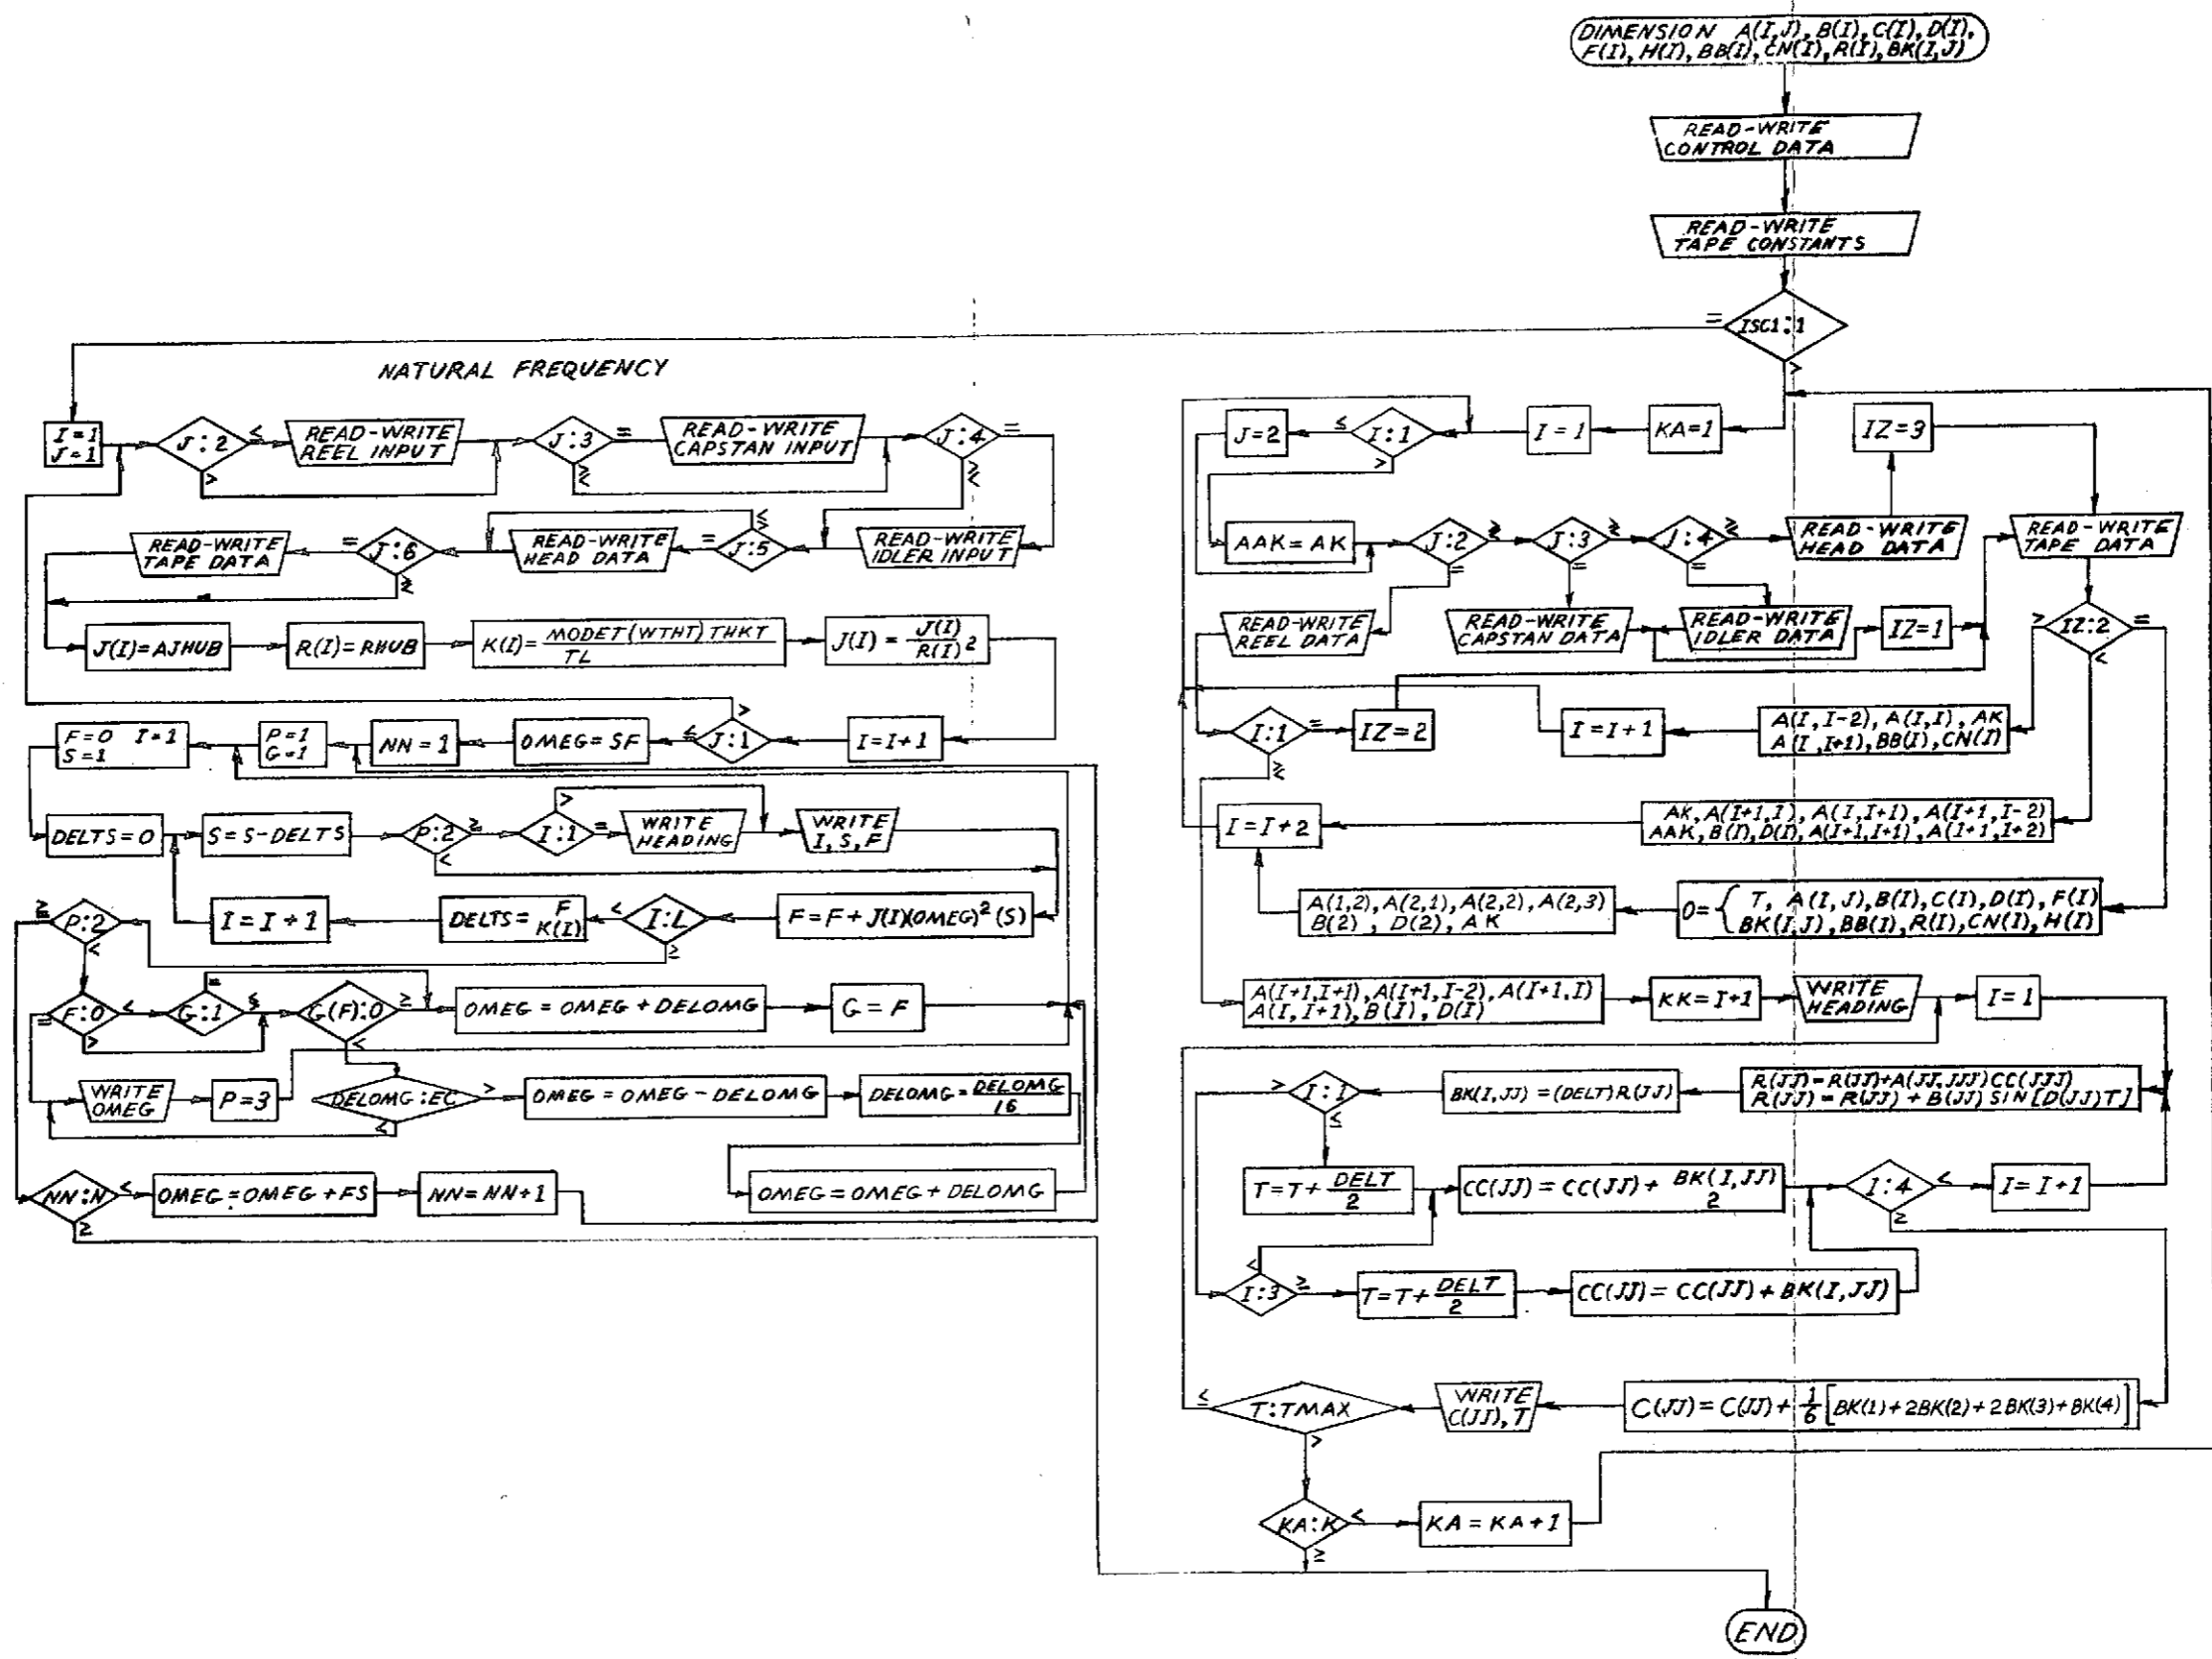 DIMENSION A(I,J), B(I), C(I), D(I),
F(I), H(I), BB(I), CN(I), R(I), BK(I,J)
READ-WRITE
CONTROL DATA
READ-WRITE
TAPE CONSTANTS
ISC1:1
=
>
NATURAL FREQUENCY
I=1
J=1
J:2
≤
>
READ-WRITE
REEL INPUT
J:3
=
≷
READ-WRITE
CAPSTAN INPUT
J:4
=
≷
READ-WRITE
TAPE DATA
=
J:6
≷
READ-WRITE
HEAD DATA
=
J:5
≶
READ-WRITE
IDLER INPUT
J(I)=AJHUB
R(I)=RHUB
K(I)=MODET(WTHT)THKT
TL
J(I)=J(I)
R(I)2
F=0 I=1
S=1
P=1
G=1
NN=1
OMEG=SF
≤
J:1
>
I=I+1
DELTS=0
S=S-DELTS
P:2
≥
<
I:1
>
=
WRITE
HEADING
WRITE
I,S,F
≥
P:2
<
I=I+1
DELTS=F
K(I)
<
I:L
≥
F=F+J(I)(OMEG)2(S)
=
F:0
<
>
G:1
=
≶
G(F):0
≥
<
OMEG=OMEG+DELOMG
G=F
WRITE
OMEG
P=3
DELOMG:EC
>
<
OMEG=OMEG-DELOMG
DELOMG=DELOMG
16
NN:N
<
≥
OMEG=OMEG+FS
NN=NN+1
OMEG=OMEG+DELOMG
J=2
≤
I:1
>
I=1
KA=1
IZ=3
AAK=AK
J:2
≷
=
J:3
≷
=
J:4
≷
=
READ-WRITE
HEAD DATA
READ-WRITE
TAPE DATA
READ-WRITE
REEL DATA
READ-WRITE
CAPSTAN DATA
READ-WRITE
IDLER DATA
IZ=1
>
IZ:2
=
<
I:1
=
≷
IZ=2
I=I+1
A(I,I-2), A(I,I), AK
A(I,I+1), BB(I), CN(I)
I=I+2
AK, A(I+1,I), A(I,I+1), A(I+1,I-2)
AAK, B(I), D(I), A(I+1,I+1), A(I+1,I+2)
A(1,2), A(2,1), A(2,2), A(2,3)
B(2), D(2), AK
0={ T, A(I,J), B(I), C(I), D(I), F(I)
BK(I,J), BB(I), R(I), CN(I), H(I)
A(I+1,I+1), A(I+1,I-2), A(I+1,I)
A(I,I+1), B(I), D(I)
KK=I+1
WRITE
HEADING
I=1
>
I:1
≤
BK(I,JJ)=(DELT)R(JJ)
R(JJ)=R(JJ)+A(JJ,JJJ)CC(JJJ)
R(JJ)=R(JJ)+B(JJ)SIN[D(JJ)T]
T=T+DELT
2
CC(JJ)=CC(JJ)+BK(I,JJ)
2
I:4
<
≥
I=I+1
<
I:3
≥
T=T+DELT
2
CC(JJ)=CC(JJ)+BK(I,JJ)
≤
T:TMAX
>
WRITE
C(JJ),T
C(JJ)=C(JJ)+1/6[BK(1)+2BK(2)+2BK(3)+BK(4)]
KA:K
<
≥
KA=KA+1
END